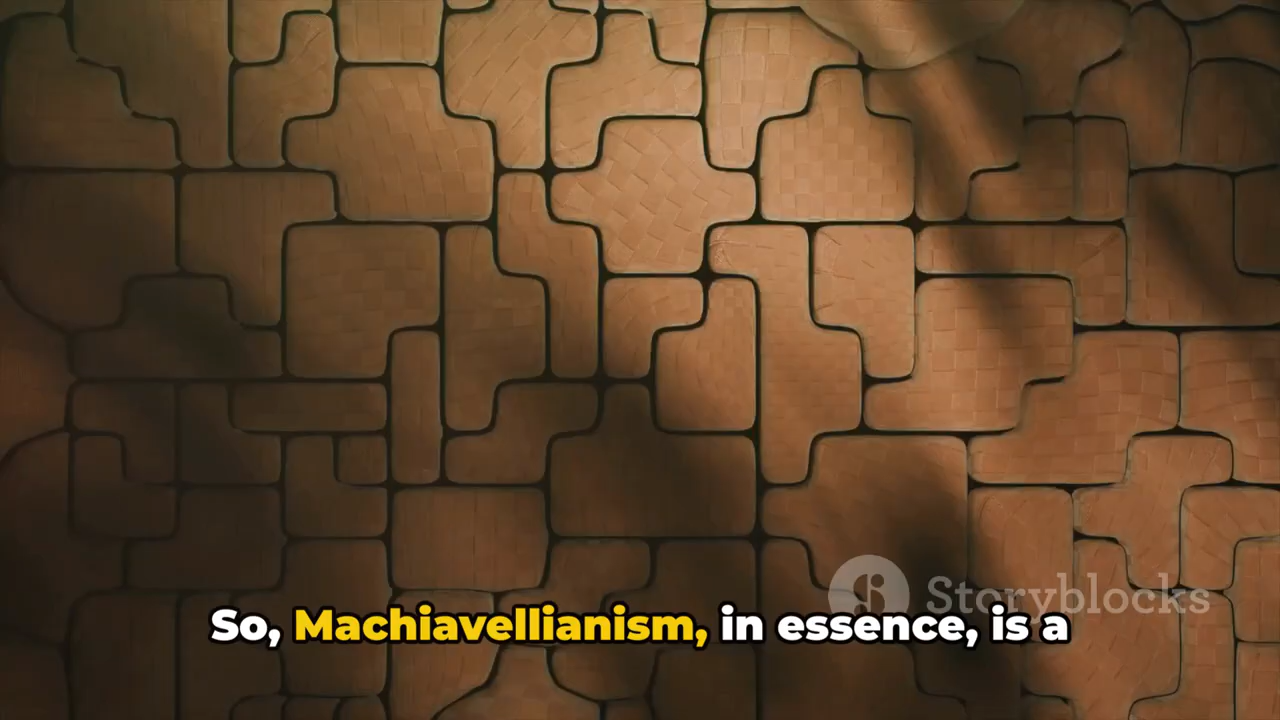 Storyblocks
So, Machiavellianism, in essence, is a